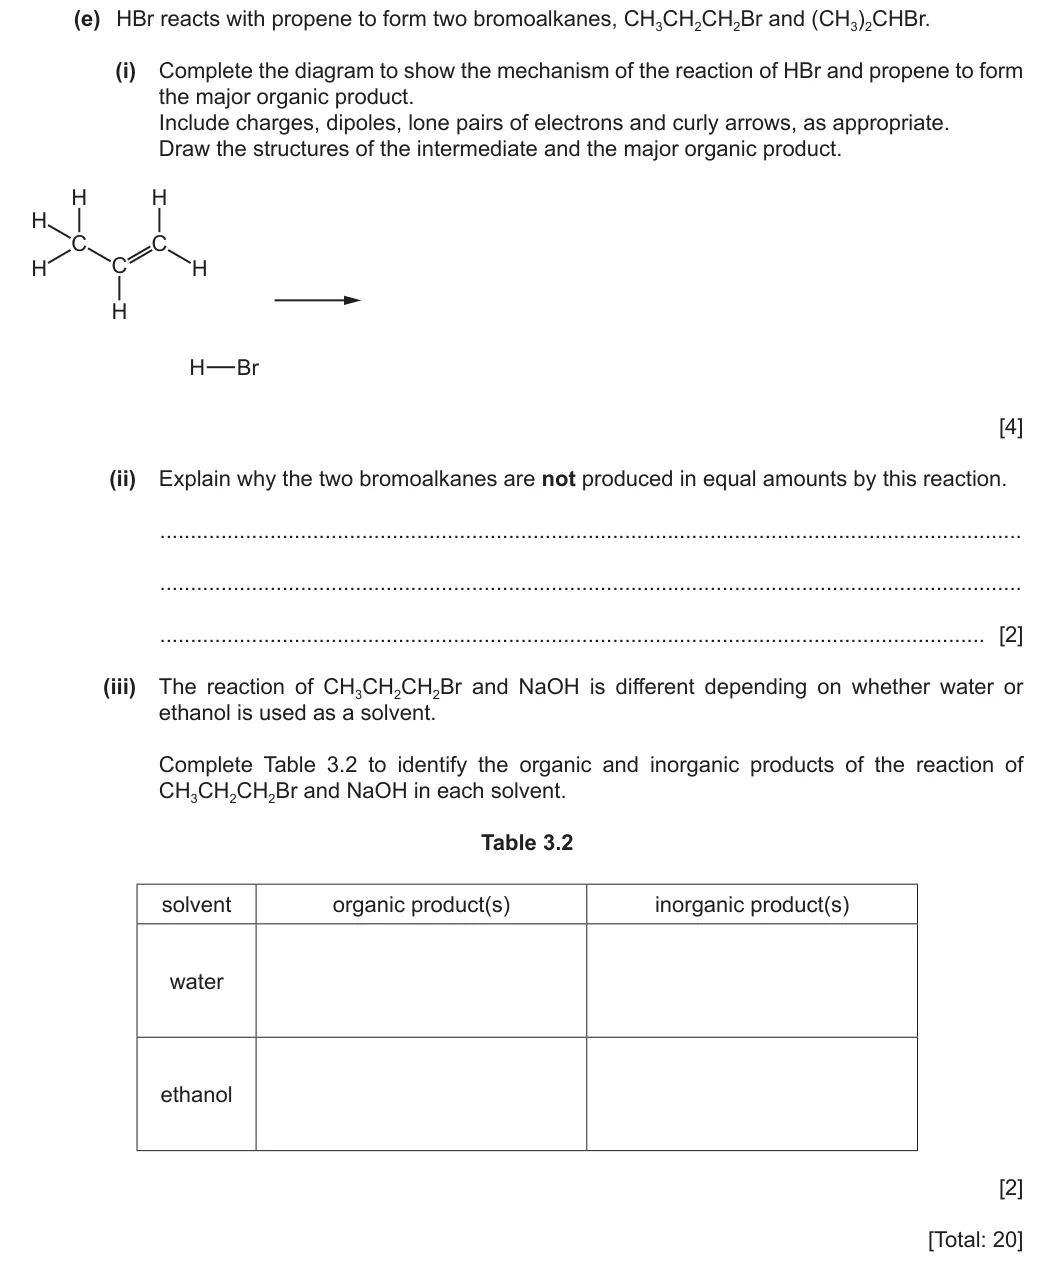 (e) HBr reacts with propene to form two bromoalkanes, CH₃CH₂CH₂Br and (CH₃)₂CHBr.
(i) Complete the diagram to show the mechanism of the reaction of HBr and propene to form
the major organic product.
Include charges, dipoles, lone pairs of electrons and curly arrows, as appropriate.
Draw the structures of the intermediate and the major organic product.
H H
H
C C
H C H
H
H—Br
[4]
(ii) Explain why the two bromoalkanes are not produced in equal amounts by this reaction.
..........
..........
.......... [2]
(iii) The reaction of CH₃CH₂CH₂Br and NaOH is different depending on whether water or
ethanol is used as a solvent.
Complete Table 3.2 to identify the organic and inorganic products of the reaction of
CH₃CH₂CH₂Br and NaOH in each solvent.
Table 3.2
solvent organic product(s) inorganic product(s)
water
ethanol
[2]
[Total: 20]